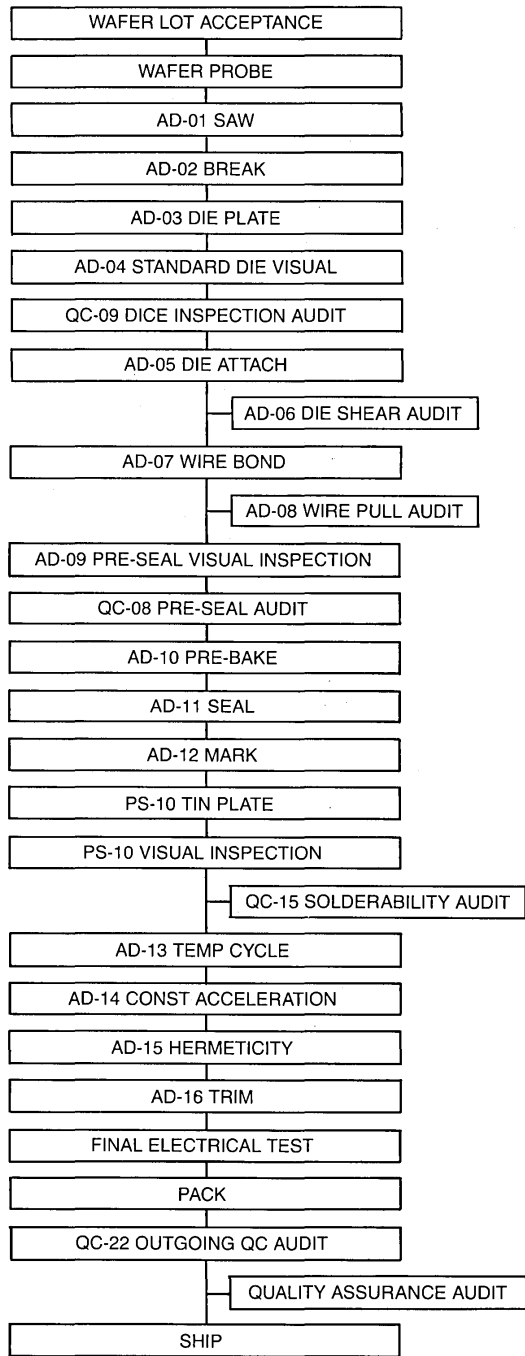 WAFER LOT ACCEPTANCE
WAFER PROBE
AD-01 SAW
AD-02 BREAK
AD-03 DIE PLATE
AD-04 STANDARD DIE VISUAL
QC-09 DICE INSPECTION AUDIT
AD-05 DIE ATTACH
AD-06 DIE SHEAR AUDIT
AD-07 WIRE BOND
AD-08 WIRE PULL AUDIT
AD-09 PRE-SEAL VISUAL INSPECTION
QC-08 PRE-SEAL AUDIT
AD-10 PRE-BAKE
AD-11 SEAL
AD-12 MARK
PS-10 TIN PLATE
PS-10 VISUAL INSPECTION
QC-15 SOLDERABILITY AUDIT
AD-13 TEMP CYCLE
AD-14 CONST ACCELERATION
AD-15 HERMETICITY
AD-16 TRIM
FINAL ELECTRICAL TEST
PACK
QC-22 OUTGOING QC AUDIT
QUALITY ASSURANCE AUDIT
SHIP